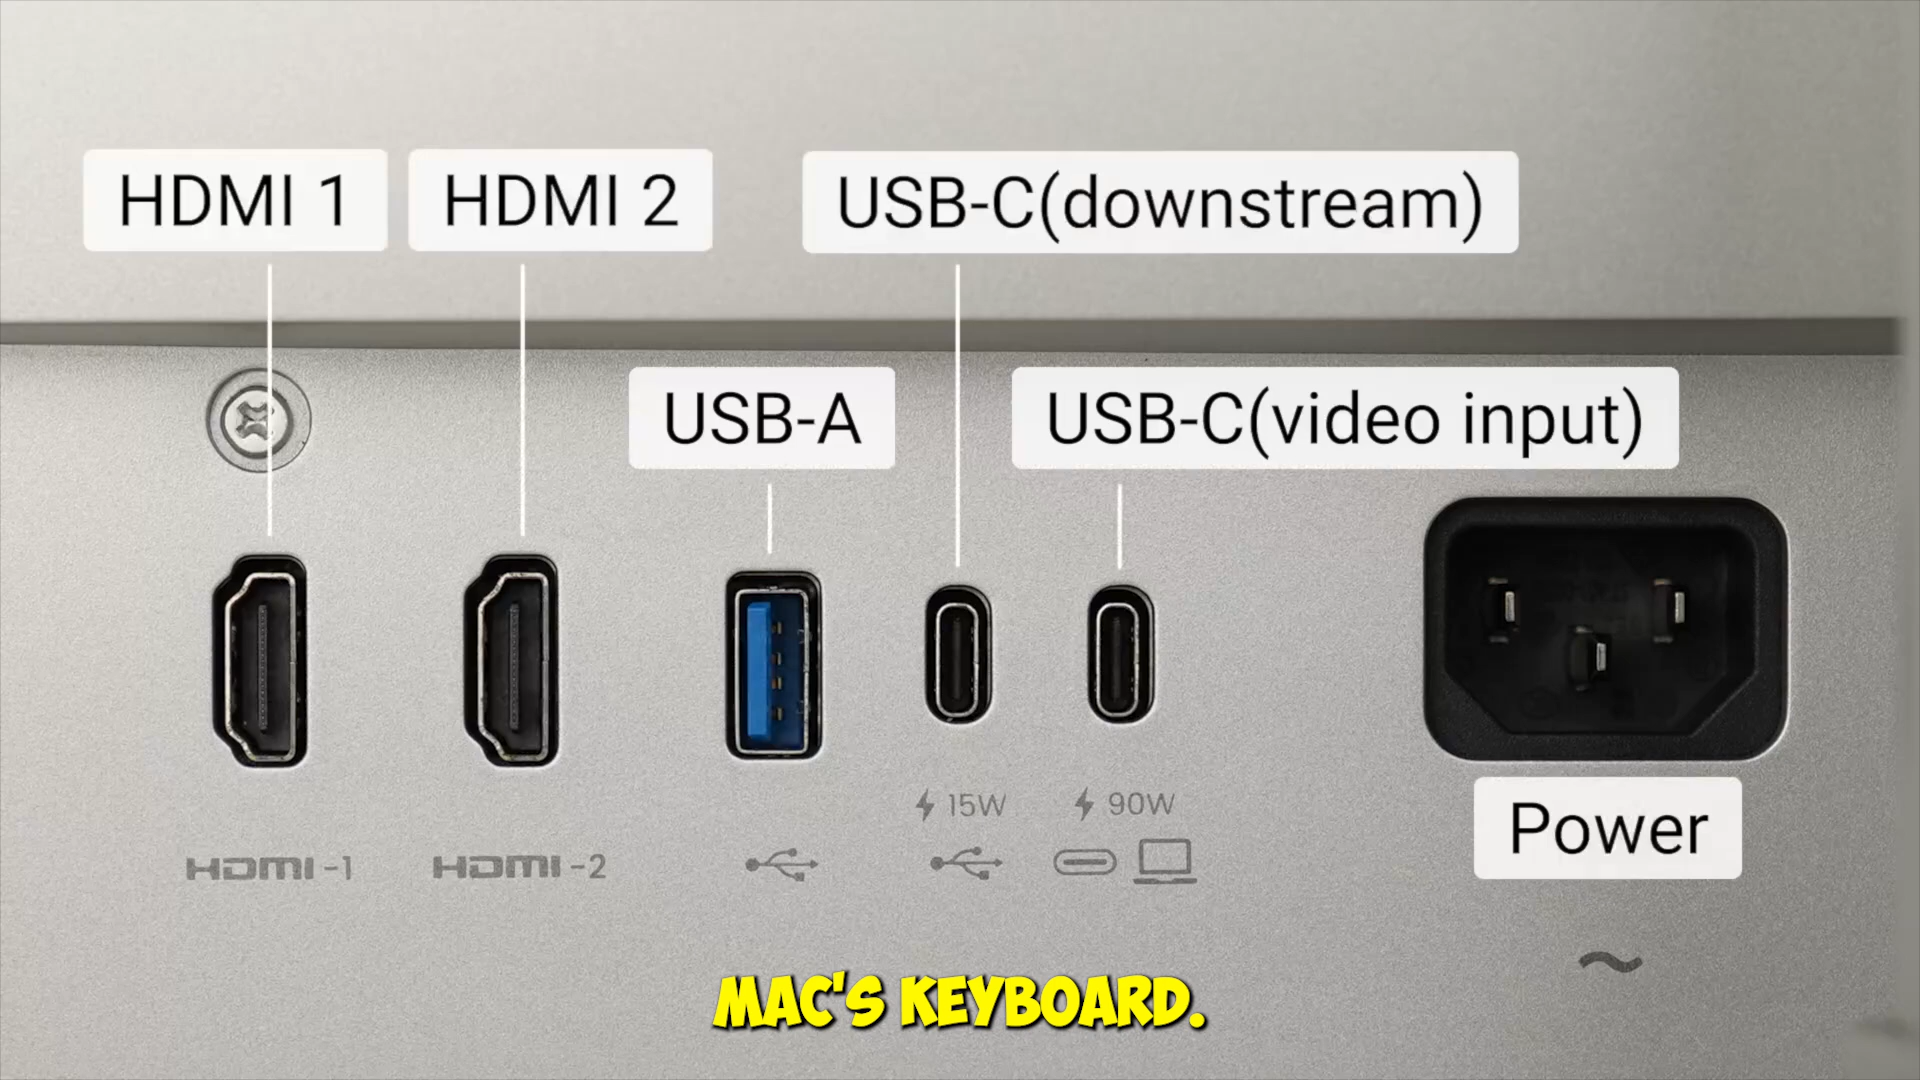 HDMI 1
HDMI 2
USB-C(downstream)
USB-A
USB-C(video input)
15W
90W
Power
HDMI-1
HDMI-2
MAC'S KEYBOARD.